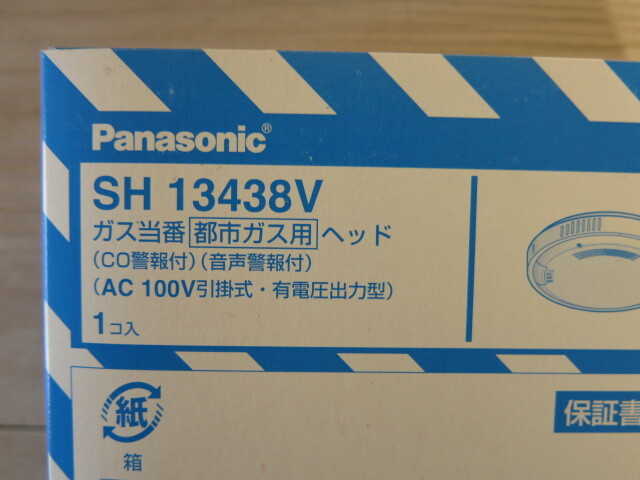 Panasonic®
SH 13438V
ガス当番 都市ガス用 ヘッド
(CO警報付)(音声警報付)
(AC 100V引掛式・有電圧出力型)
1コ入
紙
箱
保証書